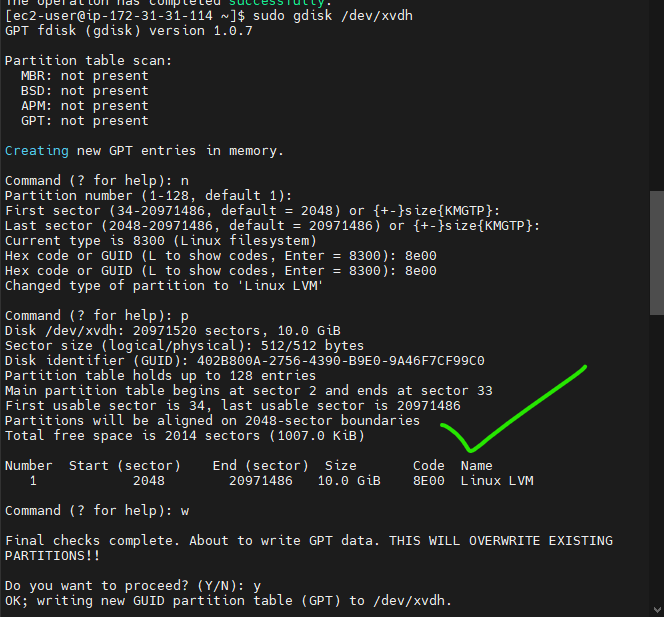 The operation has completed successfully.
[ec2-user@ip-172-31-31-114 ~]$ sudo gdisk /dev/xvdh
GPT fdisk (gdisk) version 1.0.7
Partition table scan:
MBR: not present
BSD: not present
APM: not present
GPT: not present
Creating new GPT entries in memory.
Command (? for help): n
Partition number (1-128, default 1):
First sector (34-20971486, default = 2048) or {+-}size{KMGTP}:
Last sector (2048-20971486, default = 20971486) or {+-}size{KMGTP}:
Current type is 8300 (Linux filesystem)
Hex code or GUID (L to show codes, Enter = 8300): 8e00
Hex code or GUID (L to show codes, Enter = 8300): 8e00
Changed type of partition to 'Linux LVM'
Command (? for help): p
Disk /dev/xvdh: 20971520 sectors, 10.0 GiB
Sector size (logical/physical): 512/512 bytes
Disk identifier (GUID): 402B800A-2756-4390-B9E0-9A46F7CF99C0
Partition table holds up to 128 entries
Main partition table begins at sector 2 and ends at sector 33
First usable sector is 34, last usable sector is 20971486
Partitions will be aligned on 2048-sector boundaries
Total free space is 2014 sectors (1007.0 KiB)
Number  Start (sector)    End (sector)  Size       Code  Name
1            2048        20971486   10.0 GiB    8E00  Linux LVM
Command (? for help): w
Final checks complete. About to write GPT data. THIS WILL OVERWRITE EXISTING
PARTITIONS!!
Do you want to proceed? (Y/N): y
OK; writing new GUID partition table (GPT) to /dev/xvdh.